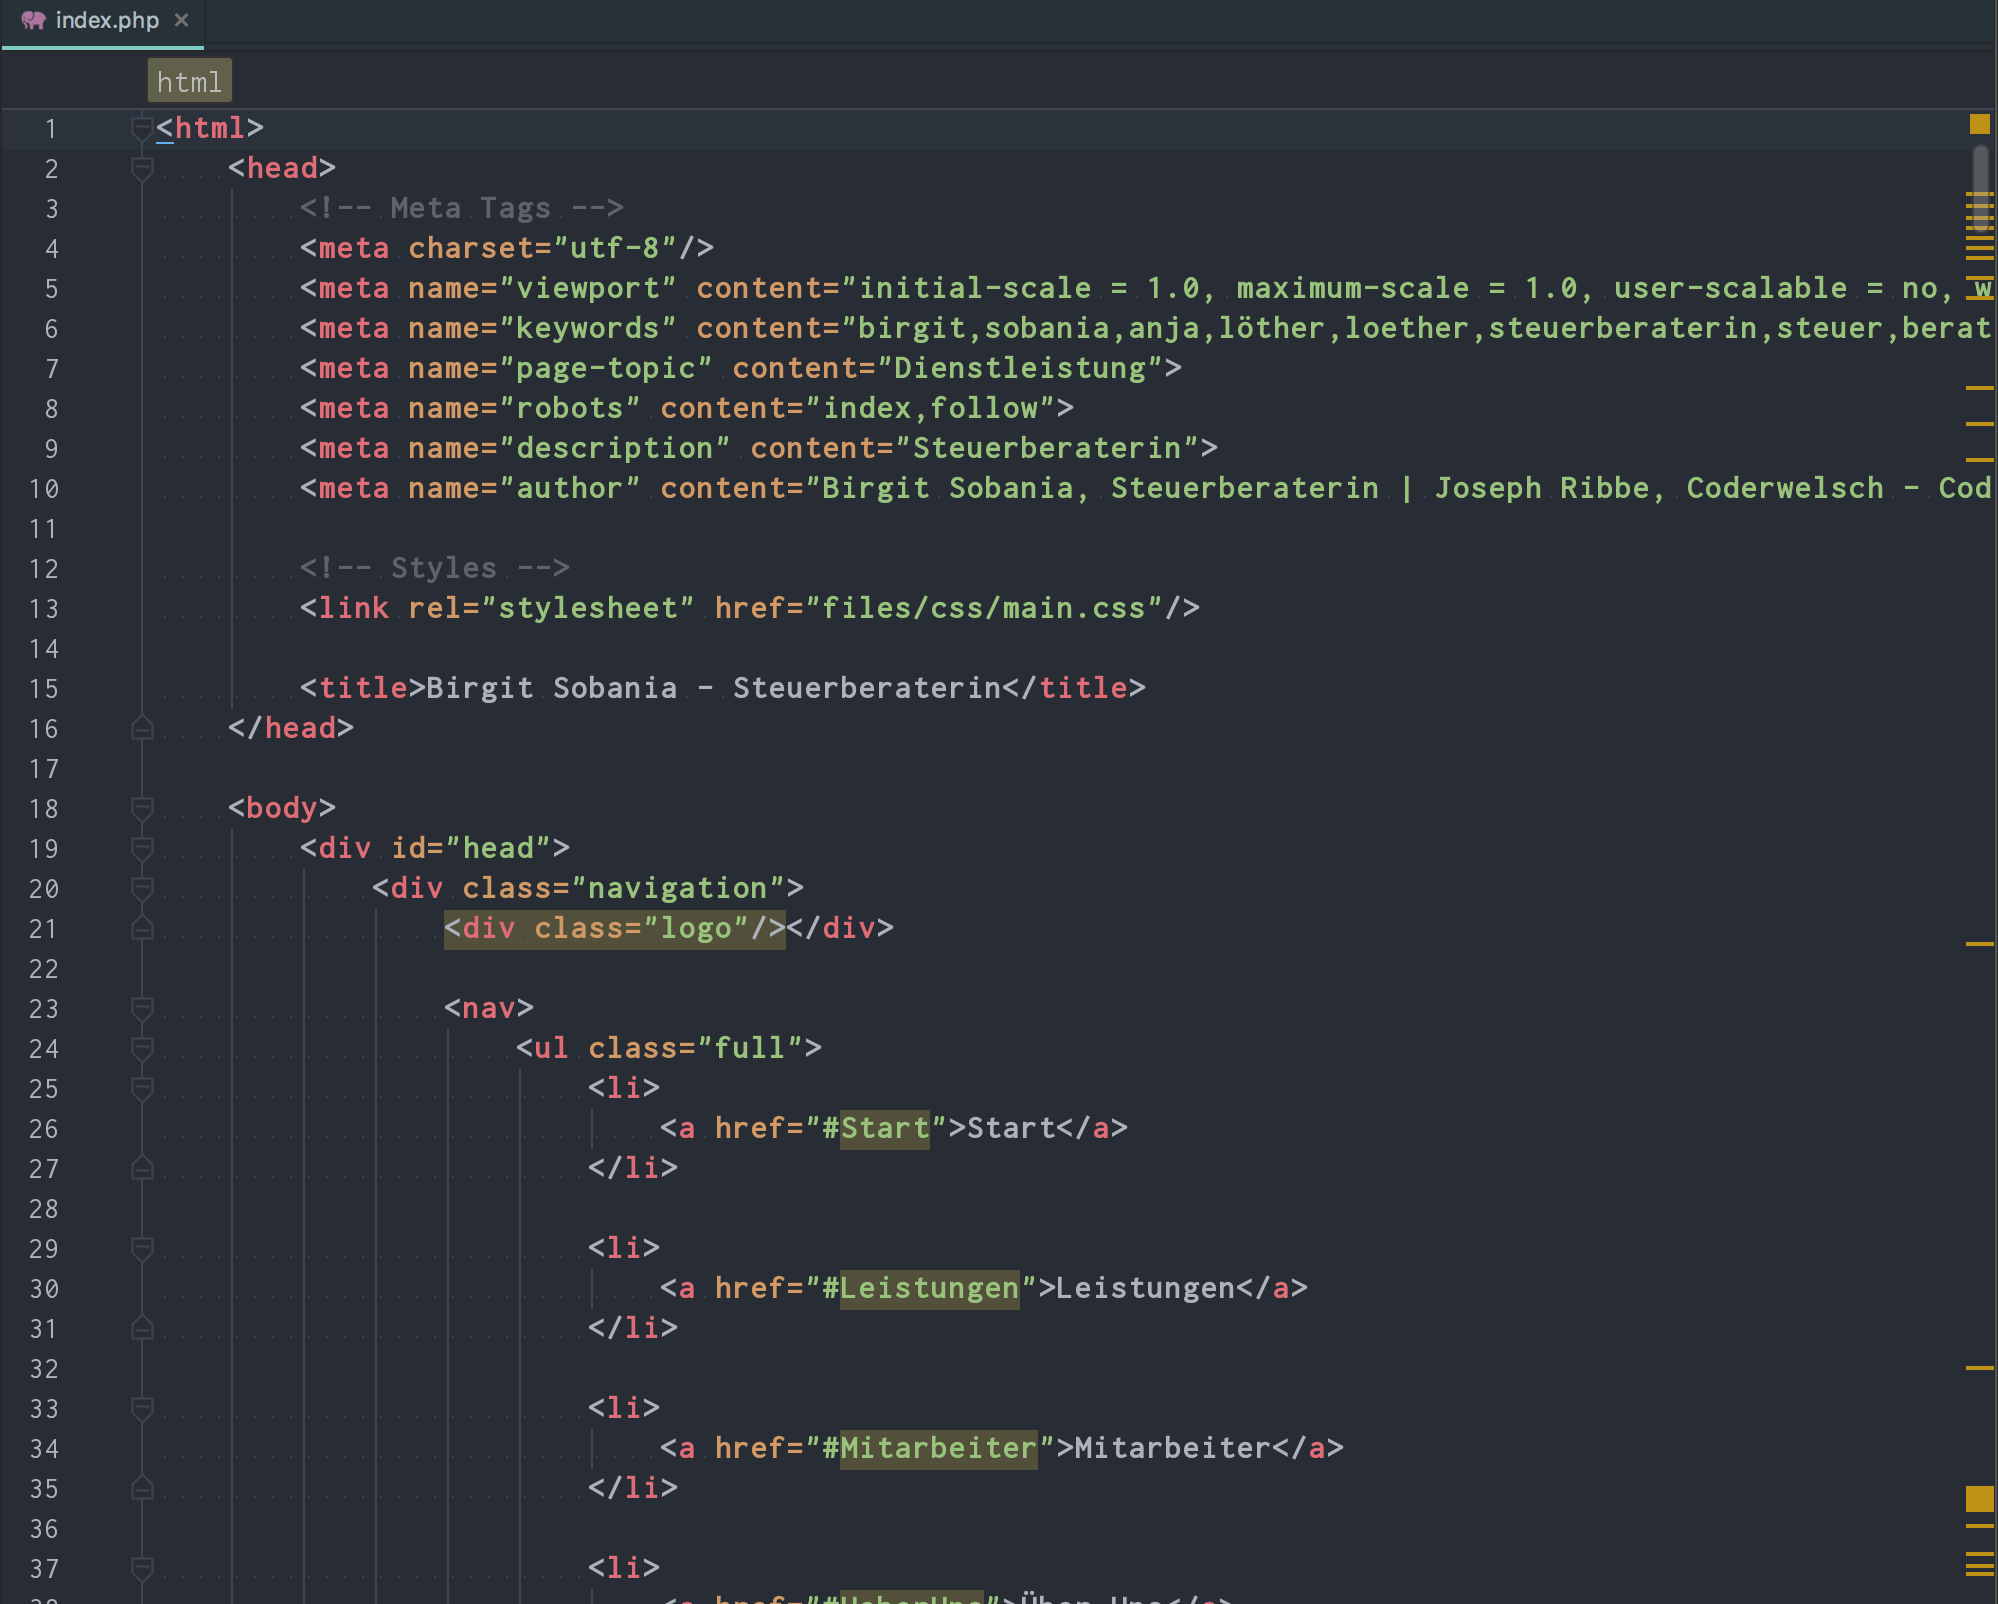 index.php ×
html
1 <html>
2 <head>
3 <!-- Meta Tags -->
4 <meta charset="utf-8"/>
5 <meta name="viewport" content="initial-scale = 1.0, maximum-scale = 1.0, user-scalable = no, w
6 <meta name="keywords" content="birgit,sobania,anja,löther,loether,steuerberaterin,steuer,berat
7 <meta name="page-topic" content="Dienstleistung">
8 <meta name="robots" content="index,follow">
9 <meta name="description" content="Steuerberaterin">
10 <meta name="author" content="Birgit Sobania, Steuerberaterin | Joseph Ribbe, Coderwelsch - Cod
11
12 <!-- Styles -->
13 <link rel="stylesheet" href="files/css/main.css"/>
14
15 <title>Birgit Sobania - Steuerberaterin</title>
16 </head>
17
18 <body>
19 <div id="head">
20 <div class="navigation">
21 <div class="logo"/></div>
22
23 <nav>
24 <ul class="full">
25 <li>
26 <a href="#Start">Start</a>
27 </li>
28
29 <li>
30 <a href="#Leistungen">Leistungen</a>
31 </li>
32
33 <li>
34 <a href="#Mitarbeiter">Mitarbeiter</a>
35 </li>
36
37 <li>
38 <a href="#UeberUns">Über Uns</a>